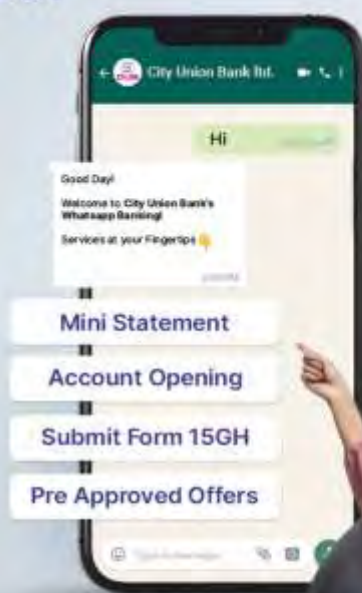 City Union Bank ltd.
Hi
Good Day!
Welcome to City Union Bank's
Whatsapp Banking!
Services at your Fingertips 👇
Mini Statement
Account Opening
Submit Form 15GH
Pre Approved Offers